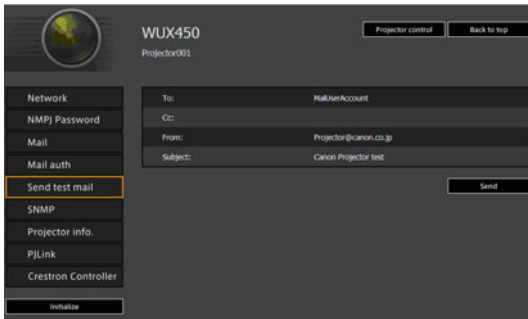 WUX450
Projector001
Projector control
Back to top
Network
NMPJ Password
Mail
Mail auth
Send test mail
SNMP
Projector info.
PJLink
Crestron Controller
Initialize
To: MailUserAccount
Cc:
From: Projector@canon.co.jp
Subject: Canon Projector test
Send